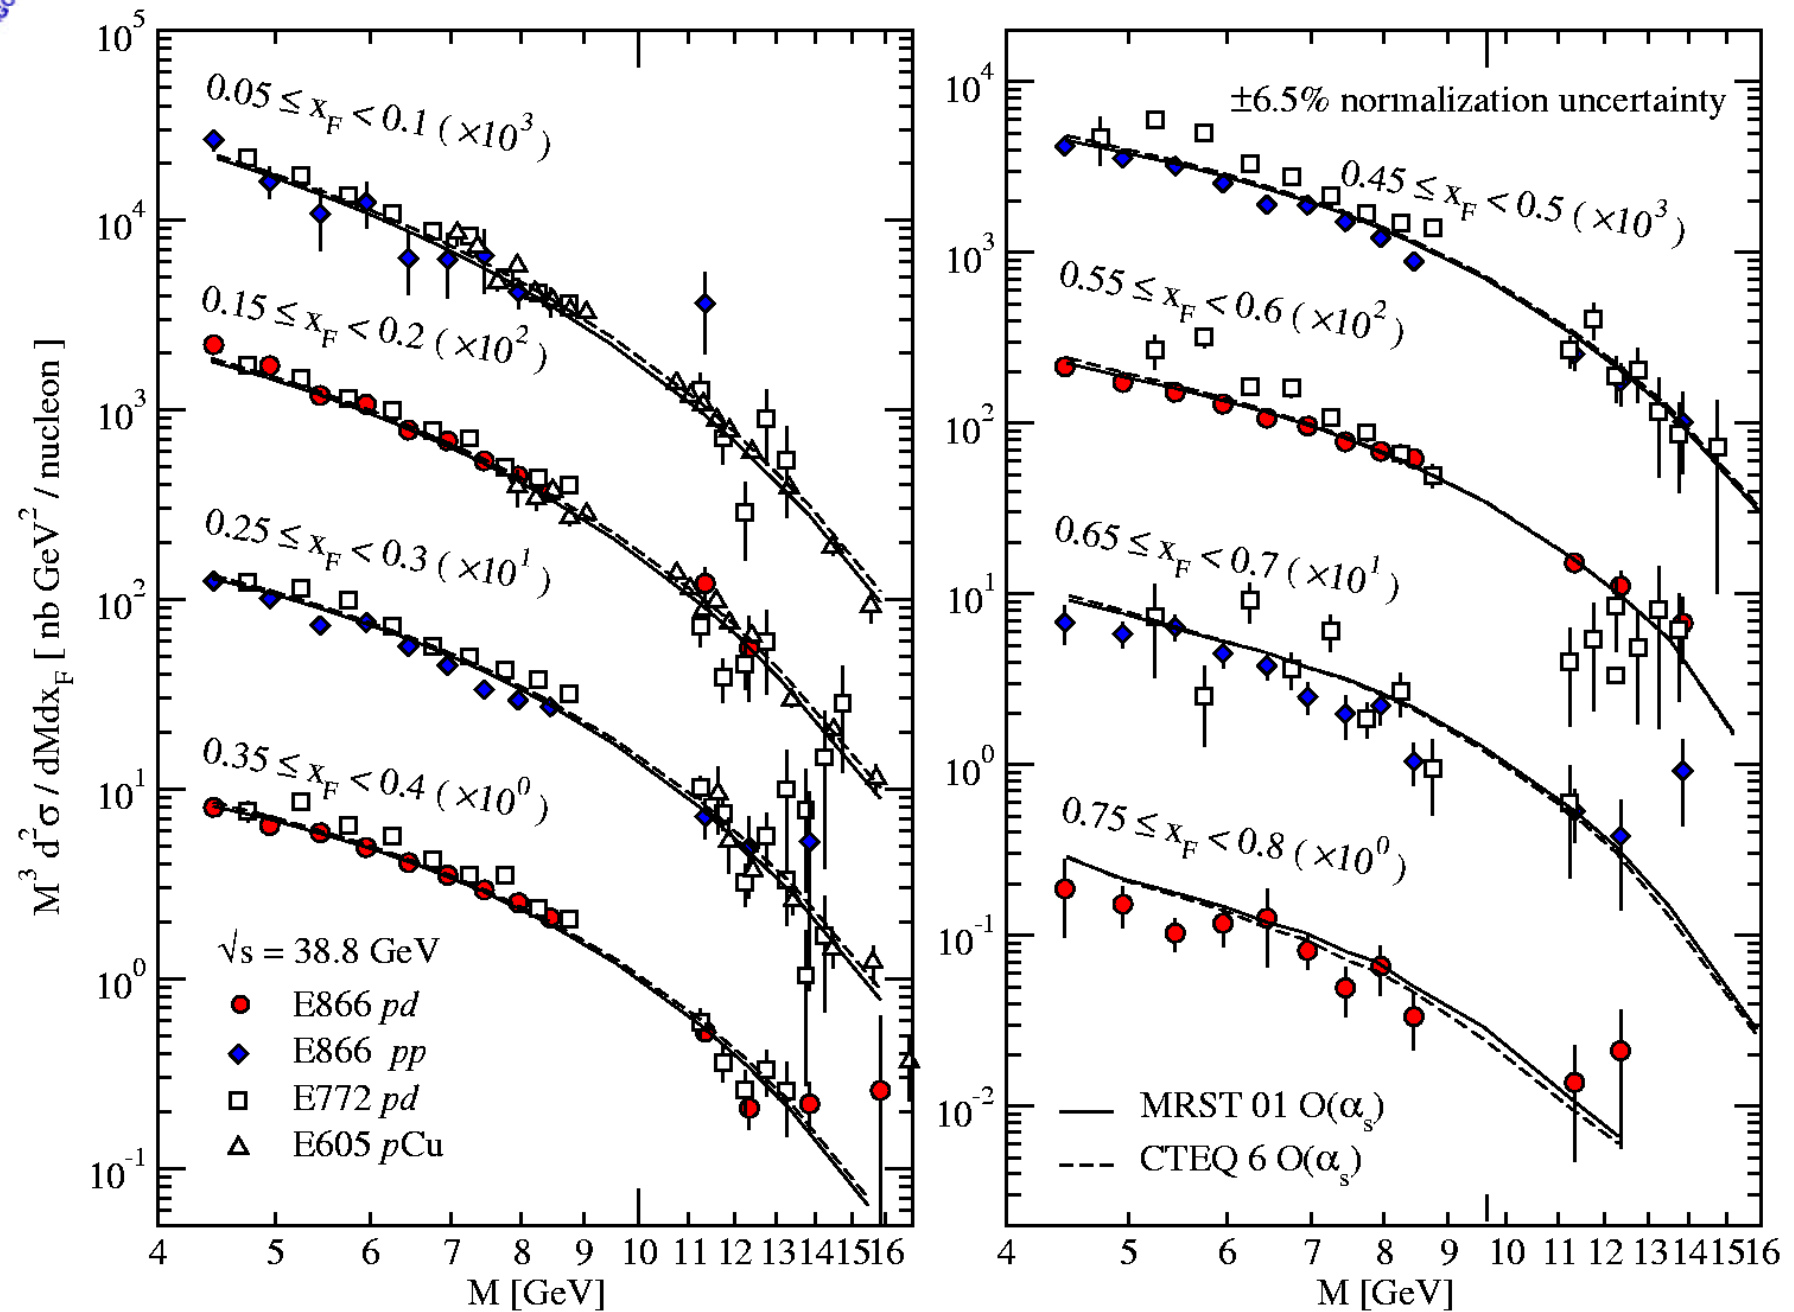 10^5
0.05 ≤ x_F < 0.1 (×10^3)
10^4
0.15 ≤ x_F < 0.2 (×10^2)
10^3
0.25 ≤ x_F < 0.3 (×10^1)
10^2
0.35 ≤ x_F < 0.4 (×10^0)
10^1
10^0
10^-1
M^3 d^2σ / dMdx_F [ nb GeV^2 / nucleon ]
√s = 38.8 GeV
E866 pd
E866 pp
E772 pd
E605 pCu
4 5 6 7 8 9 10 11 12 13 14 15 16
M [GeV]
10^4
±6.5% normalization uncertainty
0.45 ≤ x_F < 0.5 (×10^3)
10^3
0.55 ≤ x_F < 0.6 (×10^2)
10^2
0.65 ≤ x_F < 0.7 (×10^1)
10^1
10^0
0.75 ≤ x_F < 0.8 (×10^0)
10^-1
10^-2
MRST 01 O(α_s)
CTEQ 6 O(α_s)
4 5 6 7 8 9 10 11 12 13 14 15 16
M [GeV]